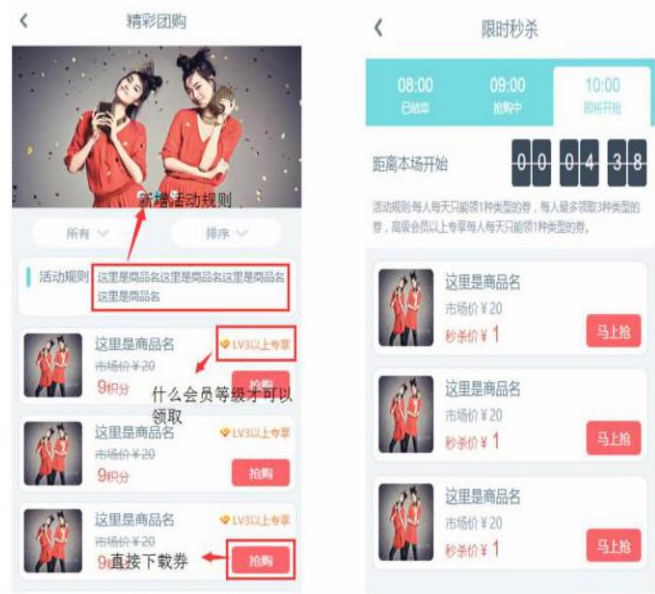 精彩团购
新增活动规则
所有
排序
活动规则
这里是商品名这里是商品名这里是商品名
这里是商品名
这里是商品名
LV3以上专享
市场价￥20
9积分
抢购
什么会员等级才可以
领取
这里是商品名
LV3以上专享
市场价￥20
9积分
抢购
这里是商品名
LV3以上专享
市场价￥20
9积分
抢购
直接下载券
限时秒杀
08:00
09:00
10:00
已结束
抢购中
即将开抢
距离本场开始
00 04 38
活动规则:每人每天只能领1种类型的券，每人最多领取3种类型的
券，高级会员以上专享每人每天只能领1种类型的券。
这里是商品名
市场价￥20
秒杀价￥1
马上抢
这里是商品名
市场价￥20
秒杀价￥1
马上抢
这里是商品名
市场价￥20
秒杀价￥1
马上抢